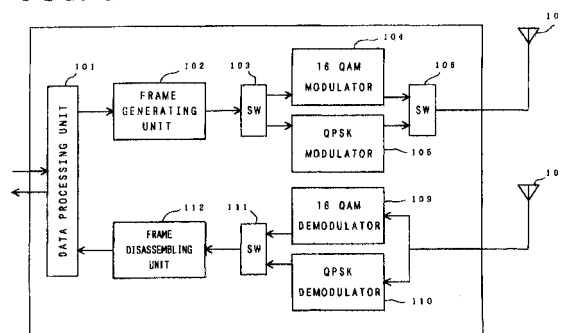 101
102
103
104
106
10
DATA PROCESSING UNIT
FRAME
GENERATING
UNIT
SW
16 QAM
MODULATOR
SW
QPSK
MODULATOR
105
10
112
111
109
FRAME
DISASSEMBLING
UNIT
SW
16 QAM
DEMODULATOR
QPSK
DEMODULATOR
110